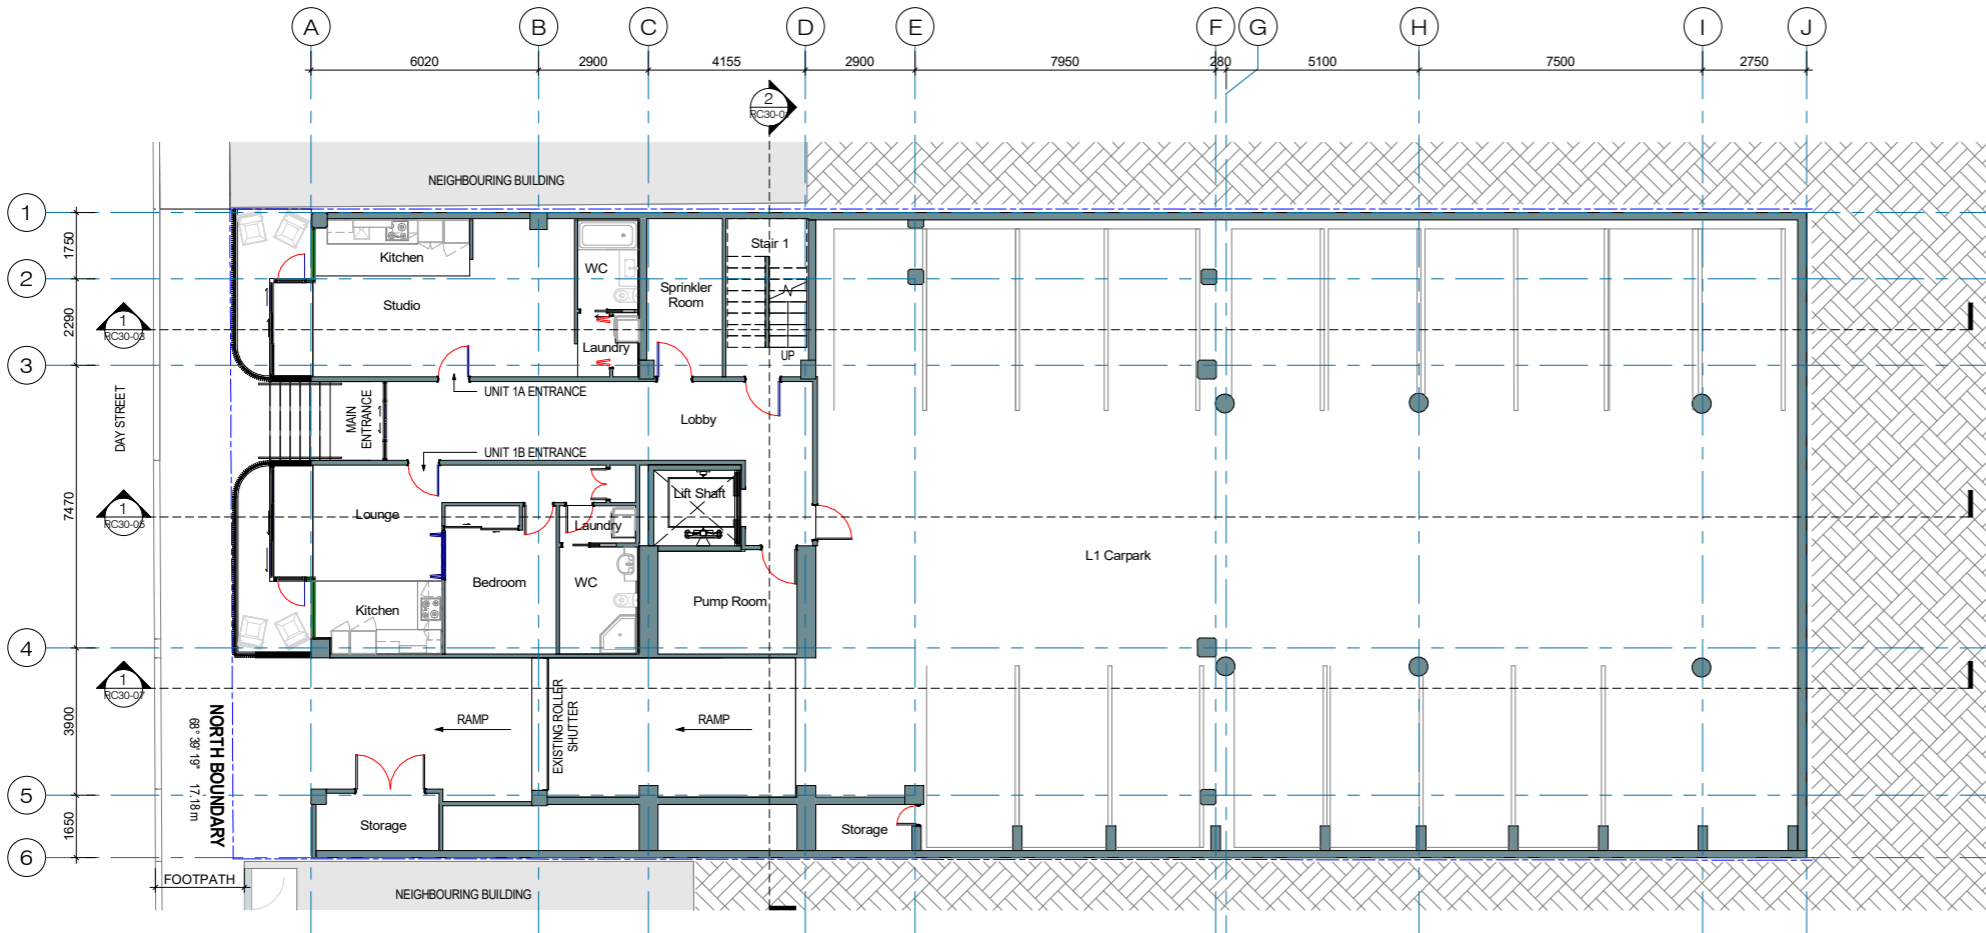 A B C D E F G H I J
6020 2900 4155 2900 7950 280 5100 7500 2750
2
NEIGHBOURING BUILDING
1
1750
2
2290
3
7470
4
3900
5
1650
6
1
RC30-03
1
RC30-05
1
RC30-07
DAY STREET
Kitchen
Studio
WC
Laundry
Sprinkler
Room
Stair 1
UP
MAIN
ENTRANCE
UNIT 1A ENTRANCE
Lobby
UNIT 1B ENTRANCE
Lounge
Laundry
Lift Shaft
Bedroom
WC
Kitchen
Pump Room
L1 Carpark
RAMP
EXISTING ROLLER
SHUTTER
RAMP
NORTH BOUNDARY
68° 39' 19" 17.18m
Storage
Storage
FOOTPATH
NEIGHBOURING BUILDING